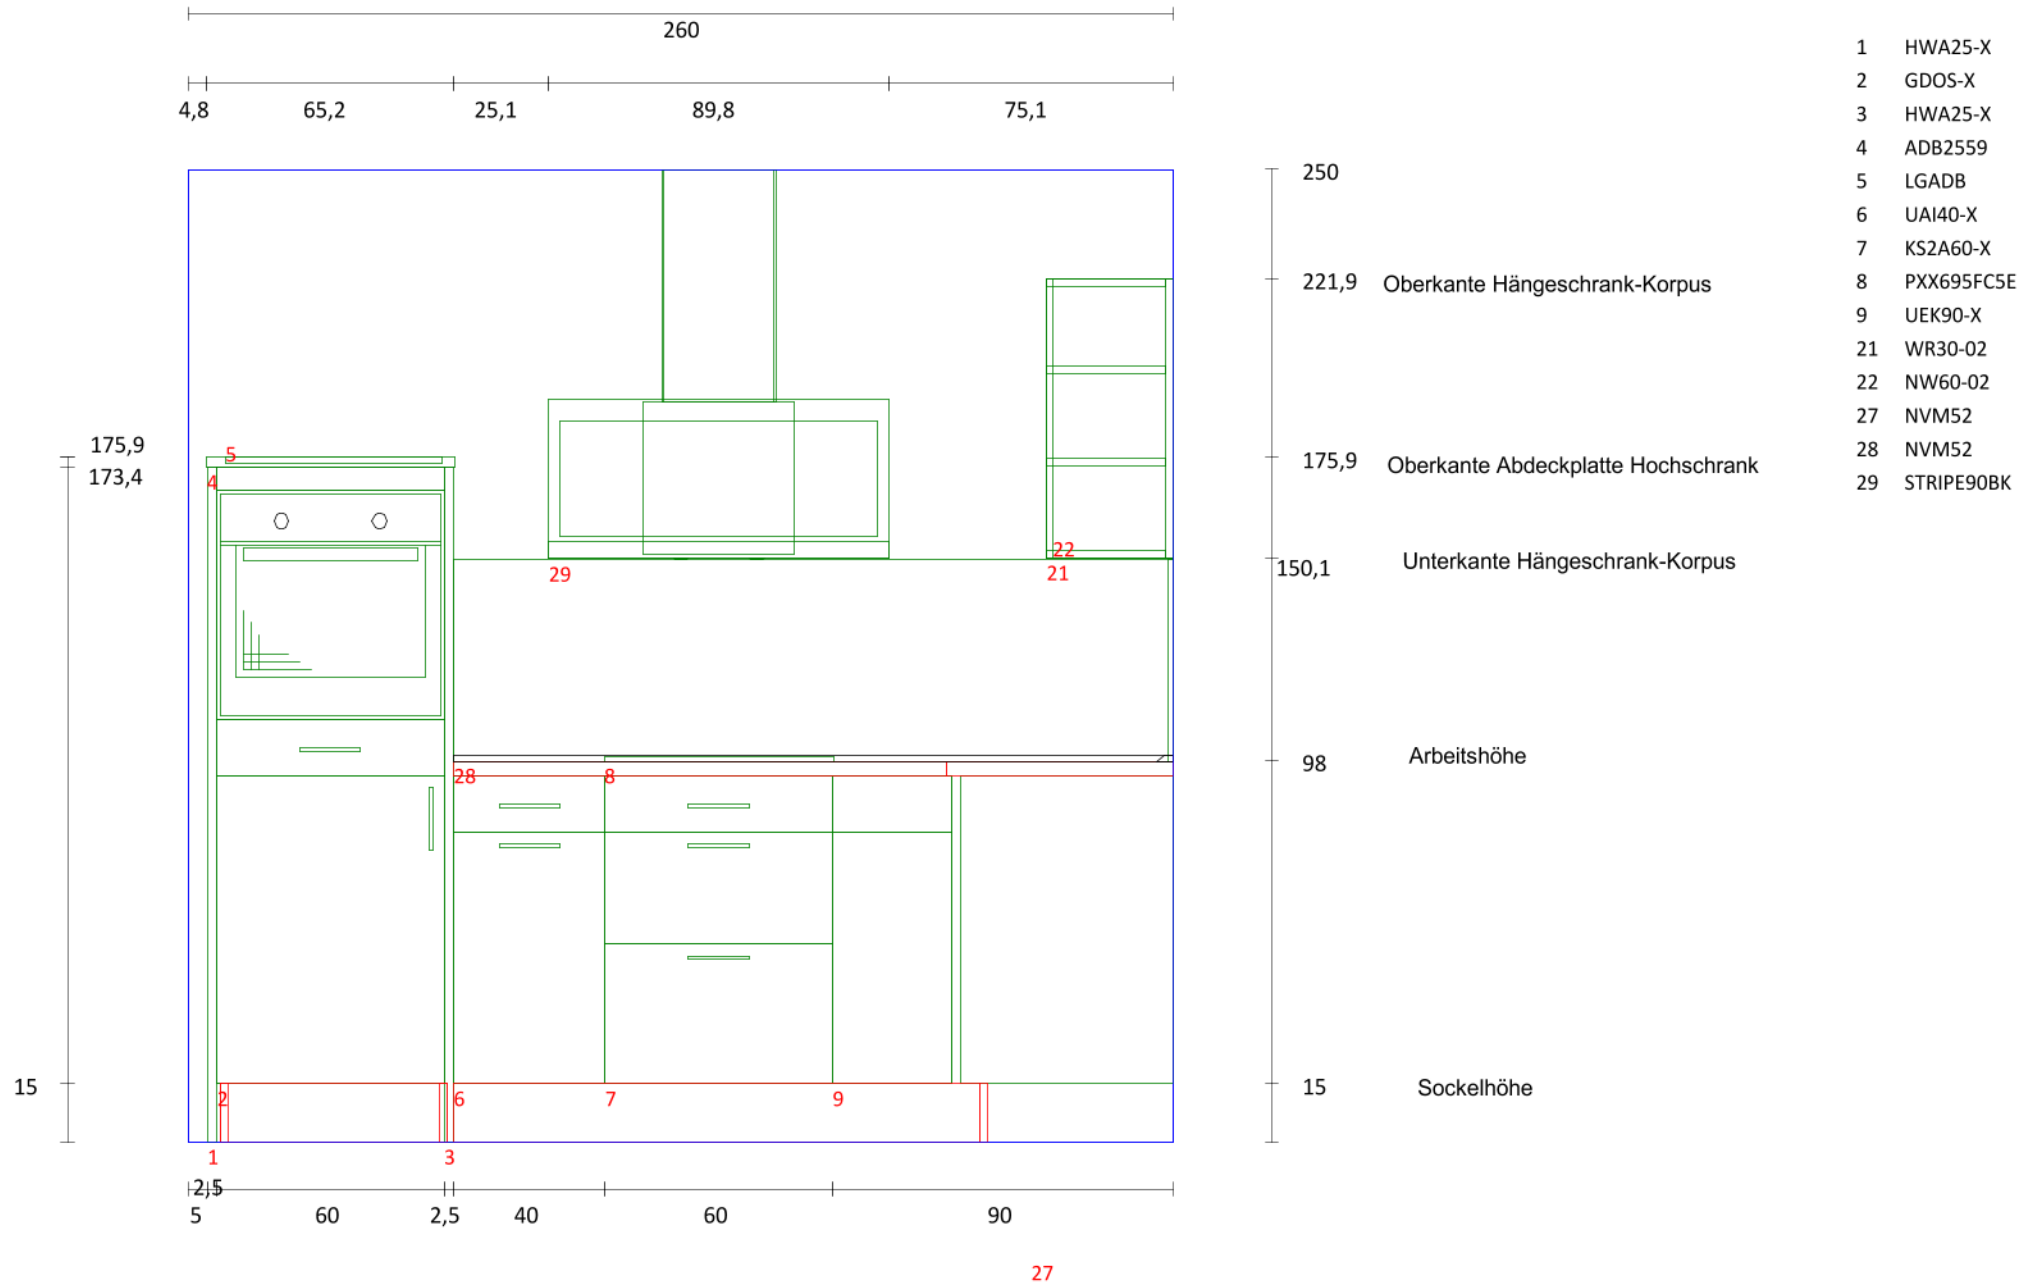 260
4,8 65,2 25,1 89,8 75,1
1 HWA25-X
2 GDOS-X
3 HWA25-X
4 ADB2559
5 LGADB
6 UAI40-X
7 KS2A60-X
8 PXX695FC5E
9 UEK90-X
21 WR30-02
22 NW60-02
27 NVM52
28 NVM52
29 STRIPE90BK
250
221,9 Oberkante Hängeschrank-Korpus
175,9
173,4
5
4
175,9 Oberkante Abdeckplatte Hochschrank
22
29
21
150,1 Unterkante Hängeschrank-Korpus
98 Arbeitshöhe
28 8
15
2 6 7 9
15 Sockelhöhe
1 3
2,5
5 60 2,5 40 60 90
27